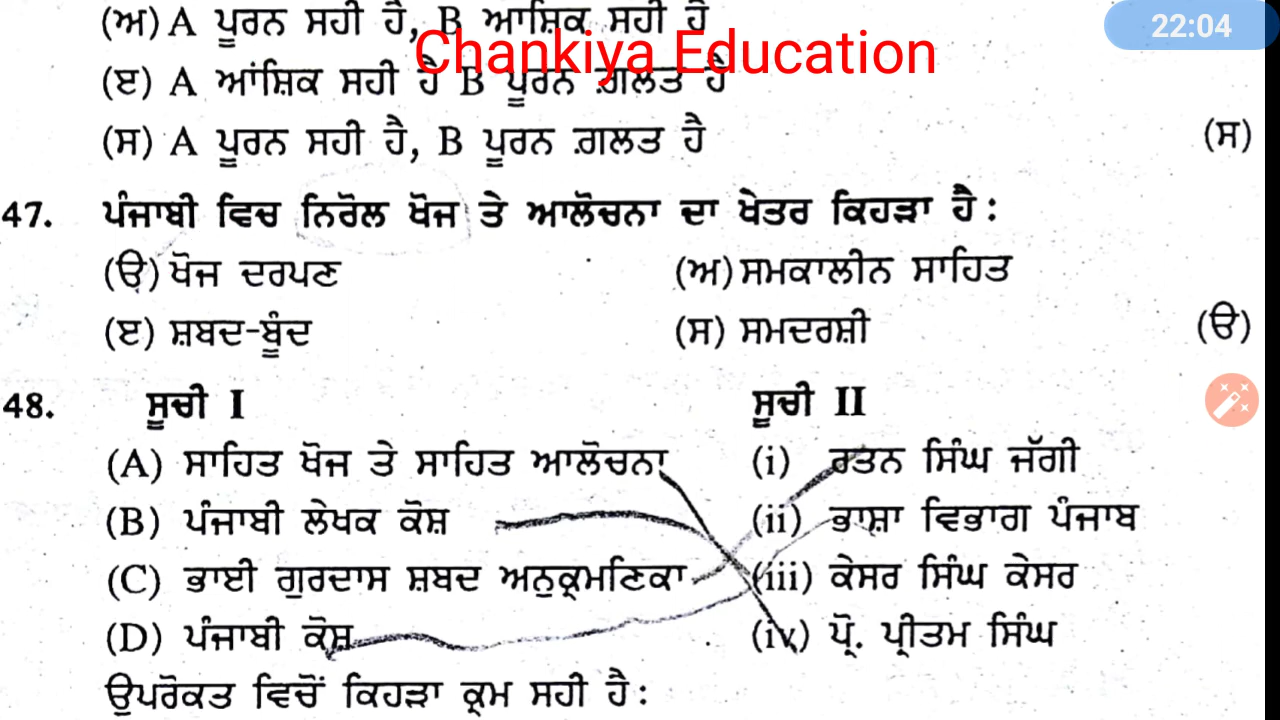 (ਅ) A ਪੂਰਨ ਸਹੀ ਹੈ, B ਆਂਸ਼ਿਕ ਸਹੀ ਹੈ
22:04
Chankiya Education
(ੲ) A ਆਂਸ਼ਿਕ ਸਹੀ ਹੈ B ਪੂਰਨ ਗ਼ਲਤ ਹੈ
(ਸ) A ਪੂਰਨ ਸਹੀ ਹੈ, B ਪੂਰਨ ਗ਼ਲਤ ਹੈ (ਸ)
47. ਪੰਜਾਬੀ ਵਿਚ ਨਿਰੋਲ ਖੋਜ ਤੇ ਆਲੋਚਨਾ ਦਾ ਖੇਤਰ ਕਿਹੜਾ ਹੈ :
(ੳ) ਖੋਜ ਦਰਪਣ (ਅ) ਸਮਕਾਲੀਨ ਸਾਹਿਤ
(ੲ) ਸ਼ਬਦ-ਬੂੰਦ (ਸ) ਸਮਦਰਸ਼ੀ (ੳ)
48. ਸੂਚੀ I ਸੂਚੀ II
(A) ਸਾਹਿਤ ਖੋਜ ਤੇ ਸਾਹਿਤ ਆਲੋਚਨਾ (i) ਰਤਨ ਸਿੰਘ ਜੱਗੀ
(B) ਪੰਜਾਬੀ ਲੇਖਕ ਕੋਸ਼ (ii) ਭਾਸ਼ਾ ਵਿਭਾਗ ਪੰਜਾਬ
(C) ਭਾਈ ਗੁਰਦਾਸ ਸ਼ਬਦ ਅਨੁਕ੍ਰਮਣਿਕਾ (iii) ਕੇਸਰ ਸਿੰਘ ਕੇਸਰ
(D) ਪੰਜਾਬੀ ਕੋਸ਼ (iv) ਪ੍ਰੋ. ਪ੍ਰੀਤਮ ਸਿੰਘ
ਉਪਰੋਕਤ ਵਿਚੋਂ ਕਿਹੜਾ ਕ੍ਰਮ ਸਹੀ ਹੈ :